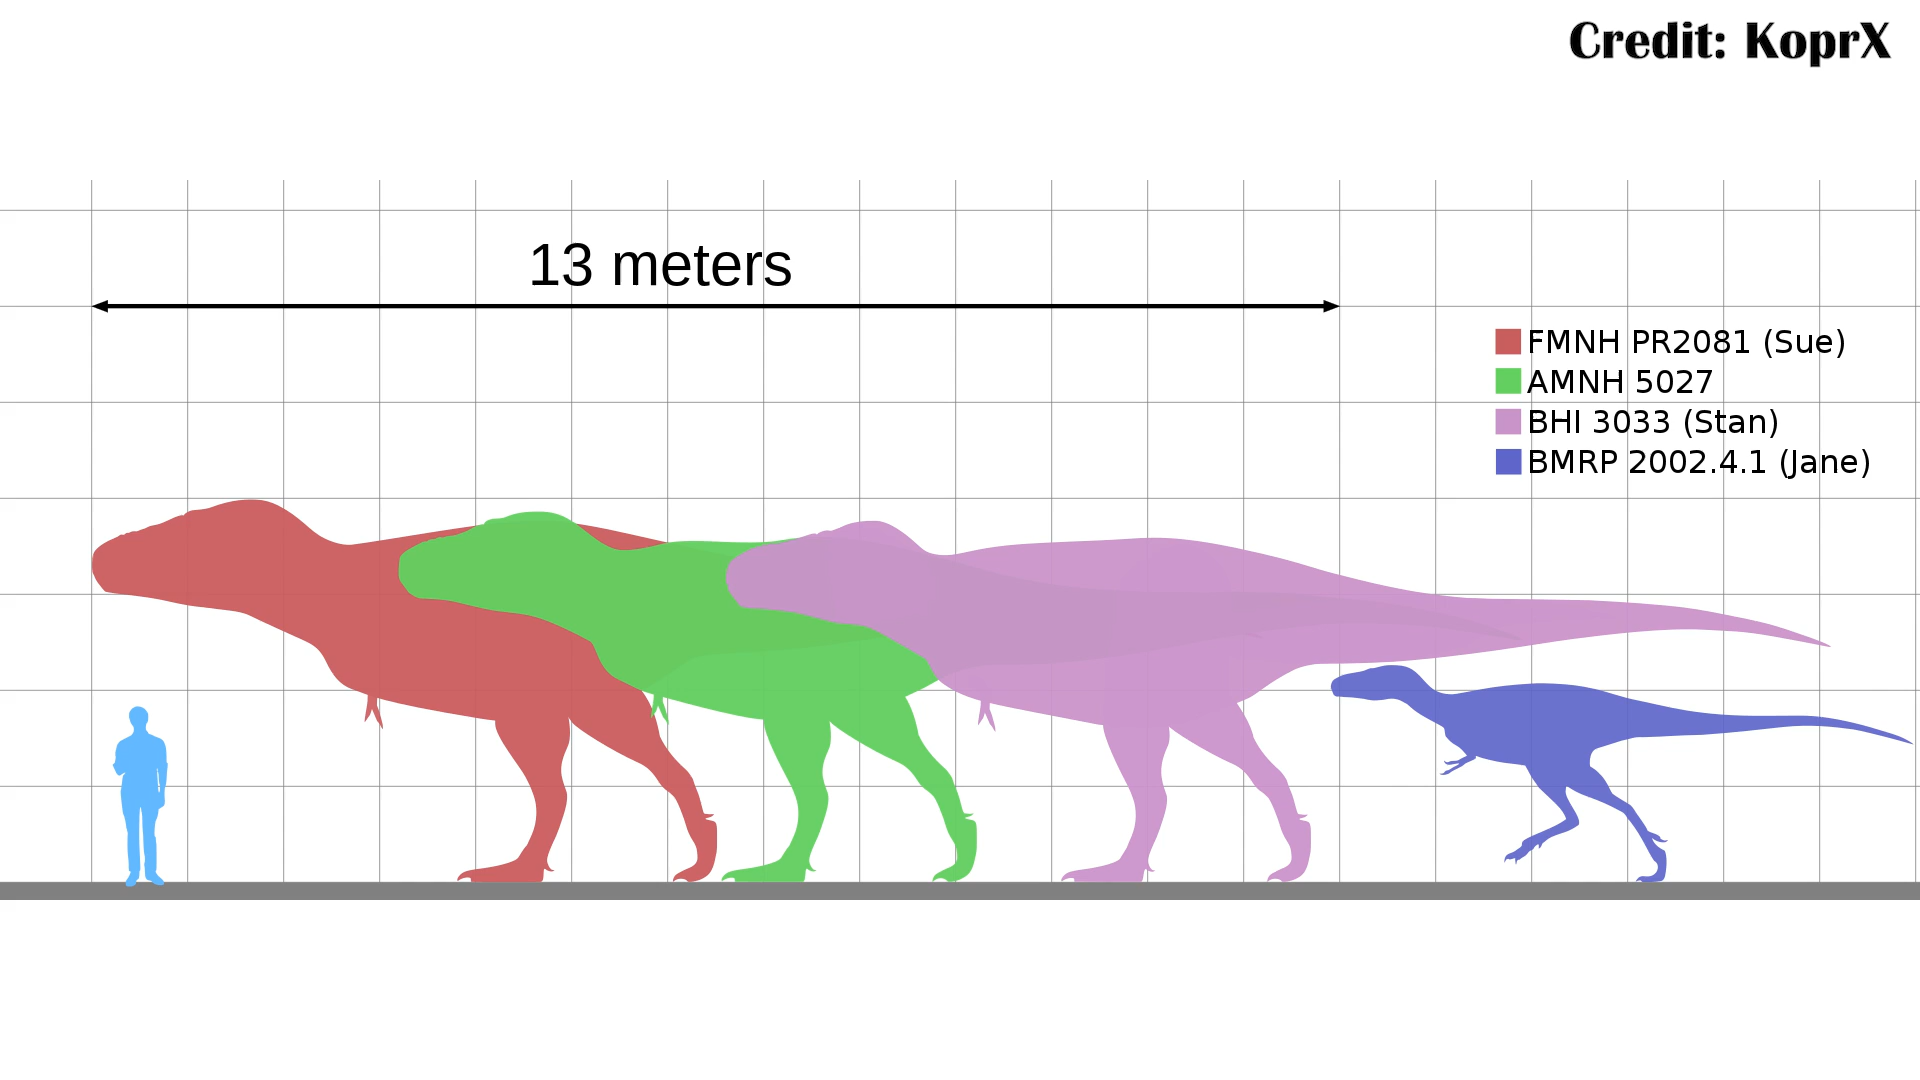 Credit: KoprX
13 meters
FMNH PR2081 (Sue)
AMNH 5027
BHI 3033 (Stan)
BMRP 2002.4.1 (Jane)